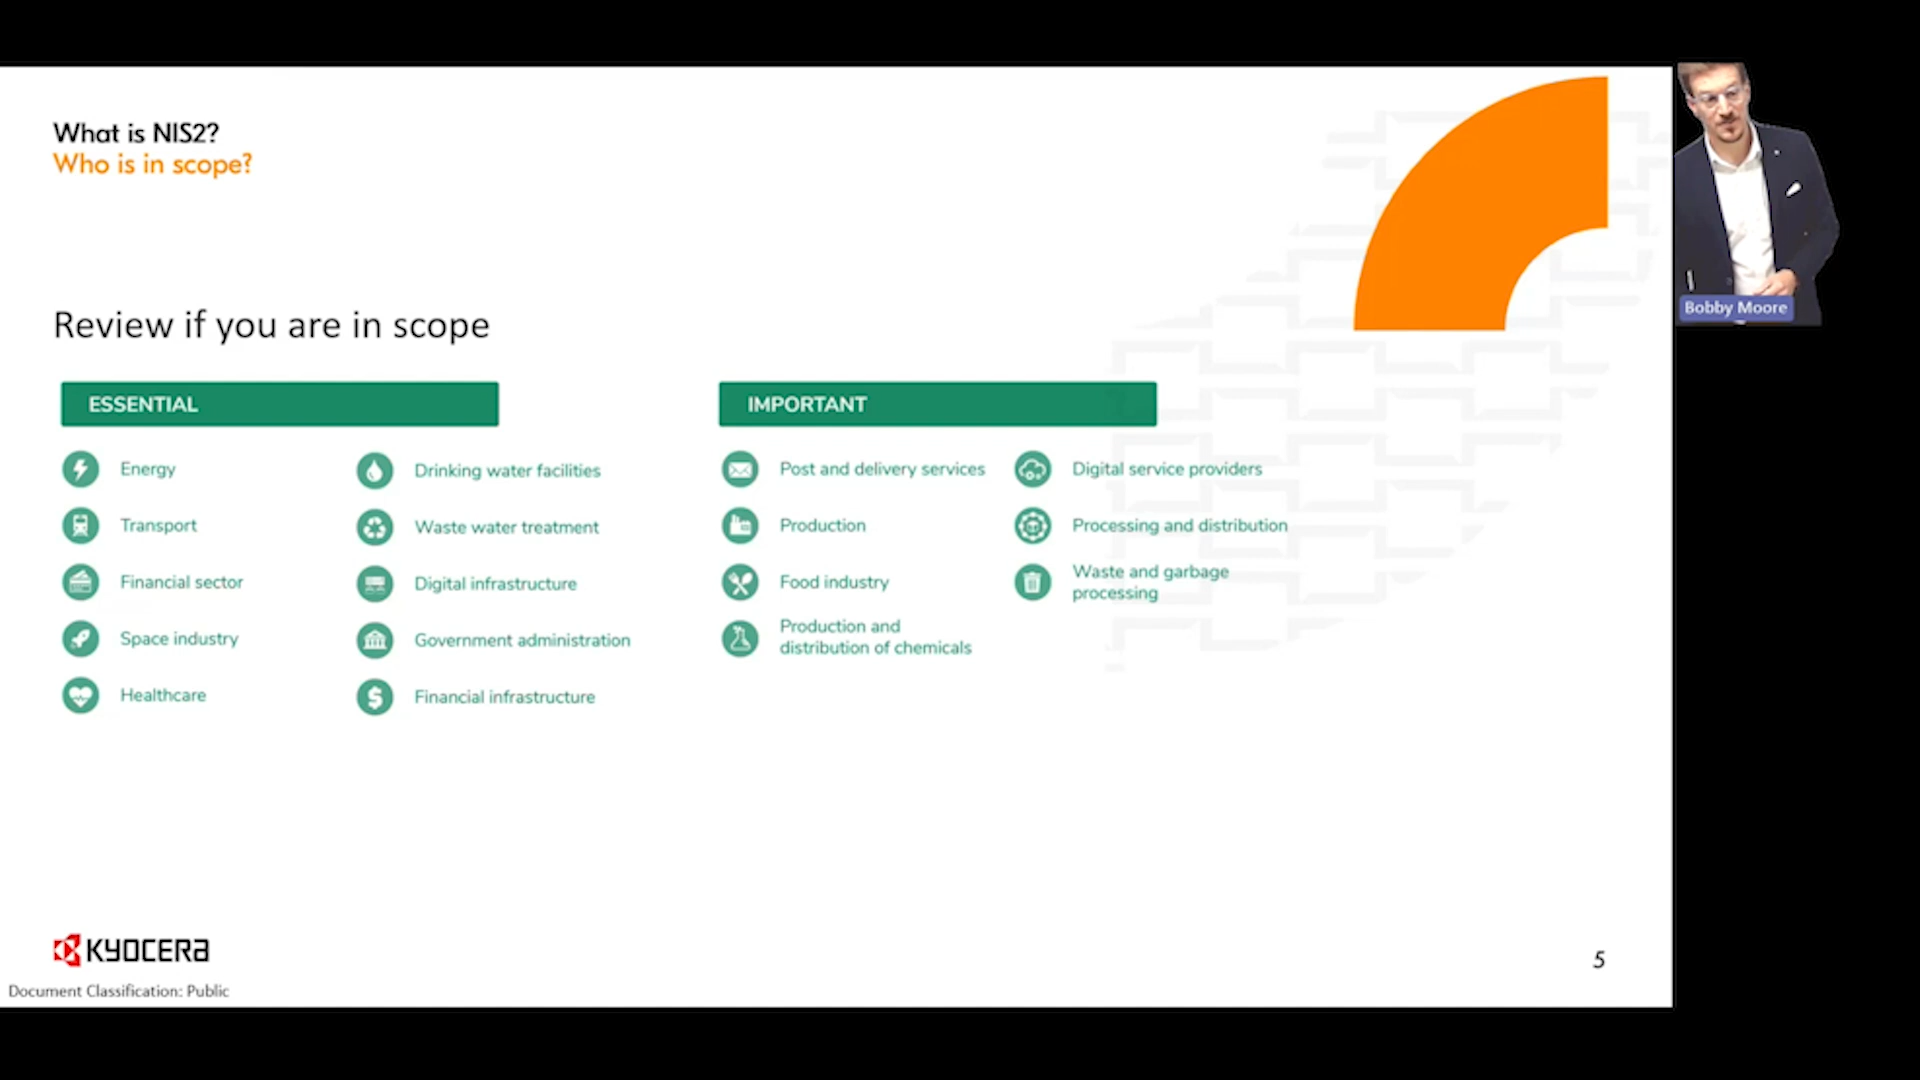 What is NIS2?
Who is in scope?
Review if you are in scope
ESSENTIAL
Energy
Transport
Financial sector
Space industry
Healthcare
Drinking water facilities
Waste water treatment
Digital infrastructure
Government administration
Financial infrastructure
IMPORTANT
Post and delivery services
Production
Food industry
Production and
distribution of chemicals
Digital service providers
Processing and distribution
Waste and garbage
processing
Bobby Moore
KYOCERA
5
Document Classification: Public